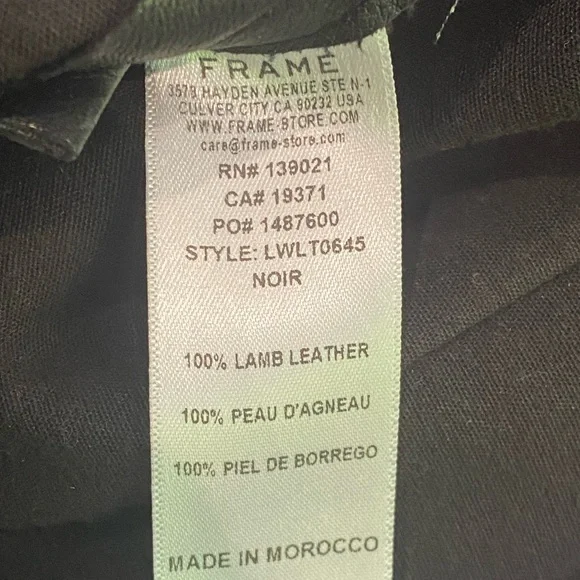 FRAME
3578 HAYDEN AVENUE STE N-1
CULVER CITY CA 90232 USA
WWW.FRAME-STORE.COM
care@frame-store.com
RN# 139021
CA# 19371
PO# 1487600
STYLE: LWLT0645
NOIR
100% LAMB LEATHER
100% PEAU D'AGNEAU
100% PIEL DE BORREGO
MADE IN MOROCCO